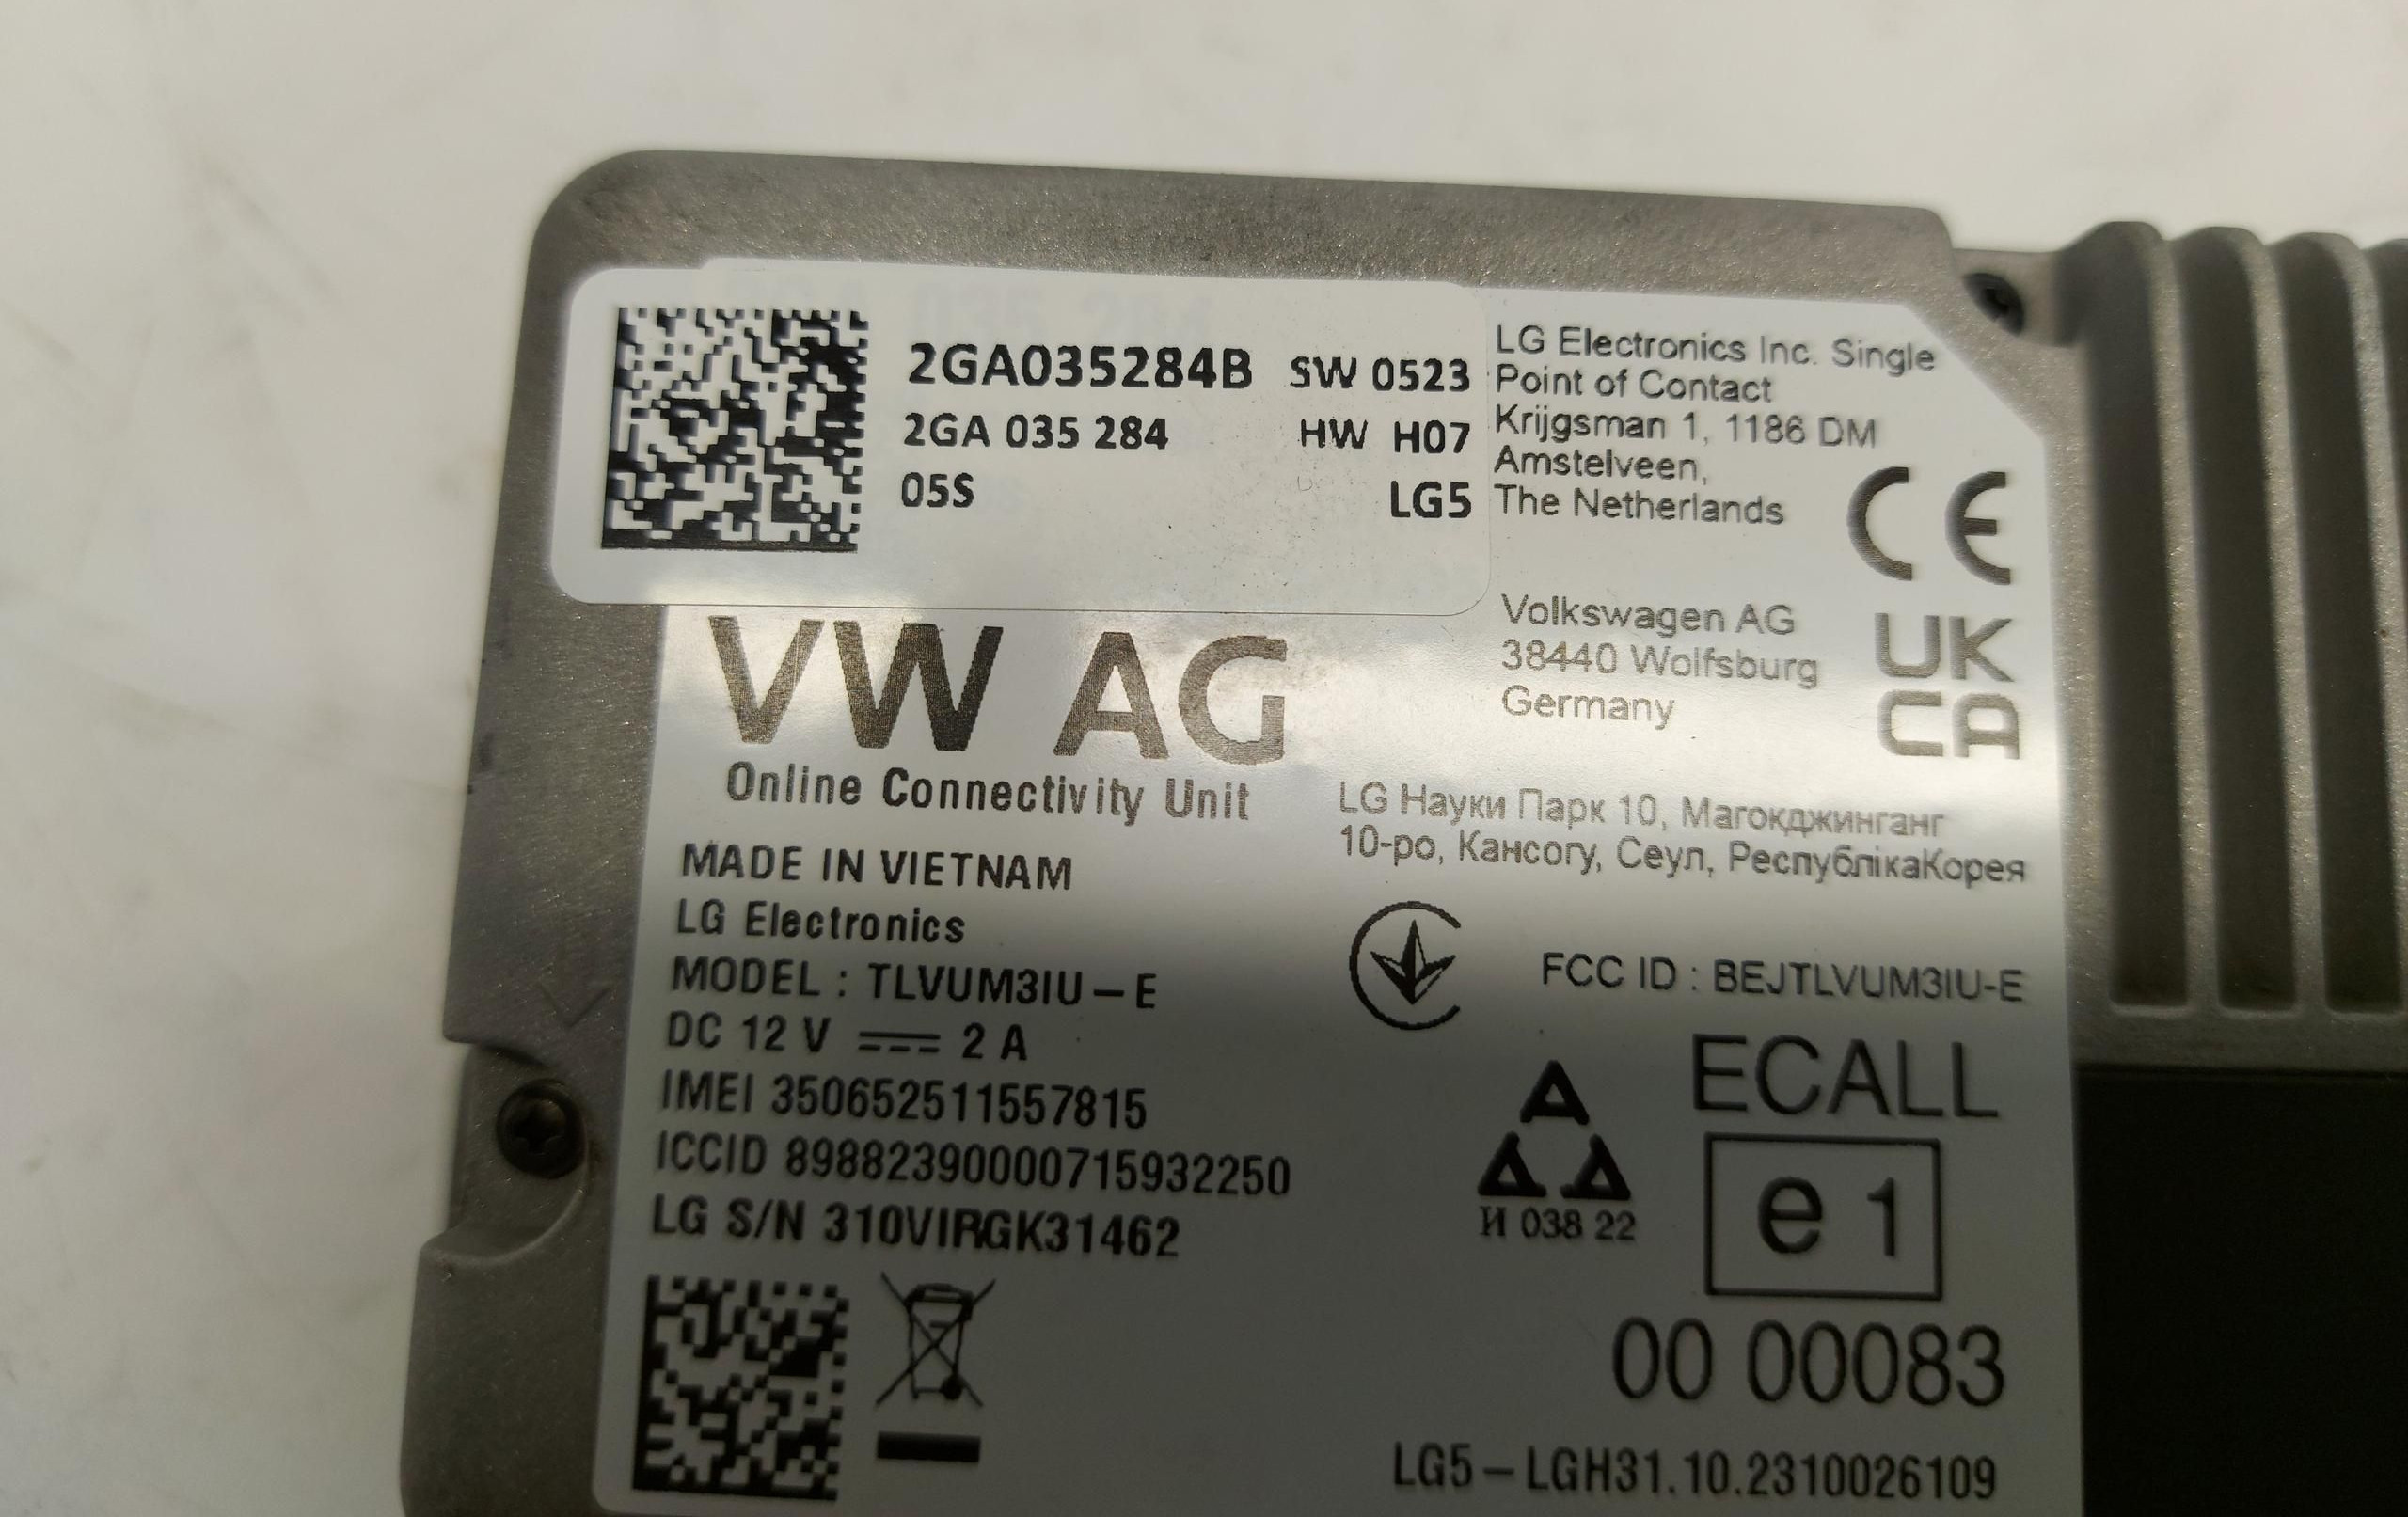 2GA035284B SW 0523
2GA 035 284 HW H07
05S LG5
LG Electronics Inc. Single
Point of Contact
Krijgsman 1, 1186 DM
Amstelveen,
The Netherlands
CE
Volkswagen AG
38440 Wolfsburg
Germany
UK
CA
VW AG
Online Connectivity Unit
LG Науки Парк 10, Магокджинганг
10-ро, Кансогу, Сеул, РеспублікаКорея
MADE IN VIETNAM
LG Electronics
MODEL : TLVUM3IU-E
DC 12 V ⎓ 2 A
IMEI 350652511557815
ICCID 89882390000715932250
LG S/N 310VIRGK31462
FCC ID : BEJTLVUM3IU-E
И 038 22
ECALL
e 1
00 00083
LG5-LGH31.10.2310026109